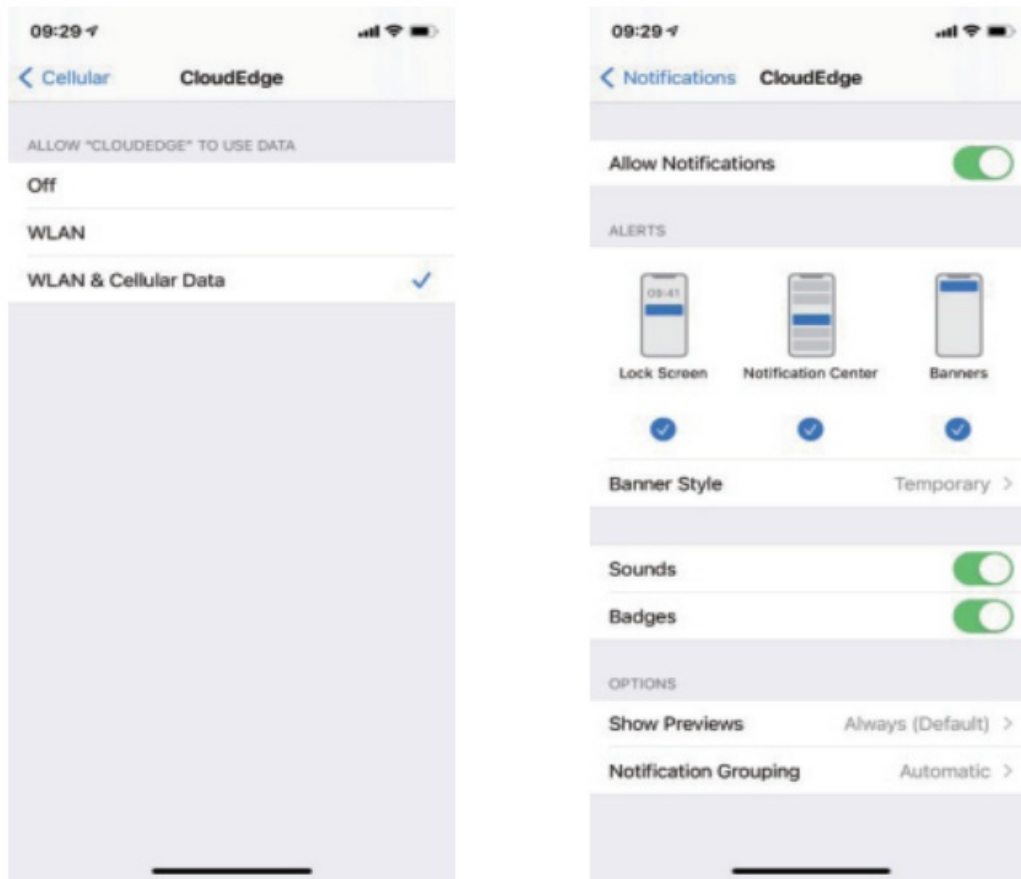 09:29
Cellular
CloudEdge
ALLOW "CLOUDEDGE" TO USE DATA
Off
WLAN
WLAN & Cellular Data
09:29
Notifications
CloudEdge
Allow Notifications
ALERTS
09:41
Lock Screen
Notification Center
Banners
Banner Style
Temporary
Sounds
Badges
OPTIONS
Show Previews
Always (Default)
Notification Grouping
Automatic